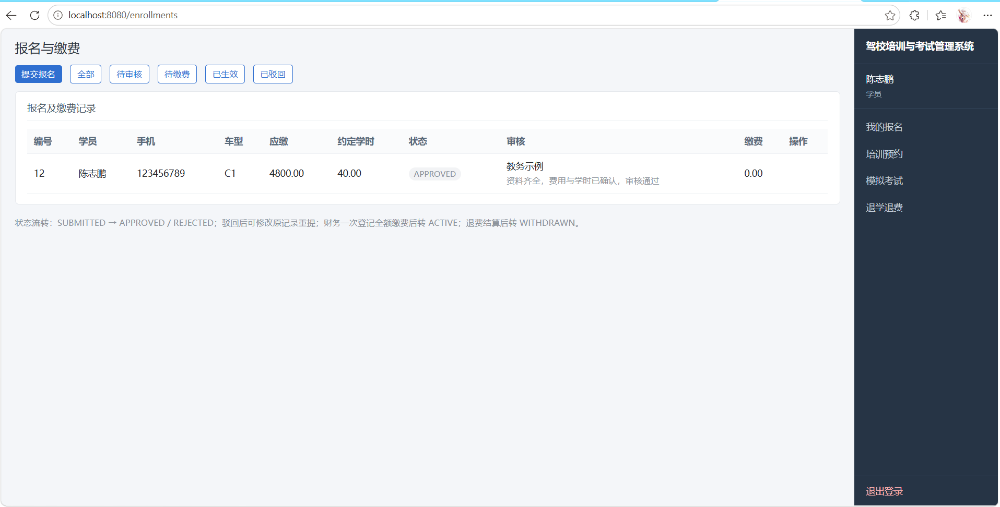 localhost:8080/enrollments
报名与缴费
提交报名 全部 待审核 待缴费 已生效 已驳回
报名及缴费记录
编号 学员 手机 车型 应缴 约定学时 状态 审核 缴费 操作
12 陈志鹏 123456789 C1 4800.00 40.00 APPROVED 教务示例 0.00
资料齐全，费用与学时已确认，审核通过
状态流转：SUBMITTED → APPROVED / REJECTED；驳回后可修改原记录重提；财务一次登记全额缴费后转 ACTIVE；退费结算后转 WITHDRAWN。
驾校培训与考试管理系统
陈志鹏
学员
我的报名
培训预约
模拟考试
退学退费
退出登录